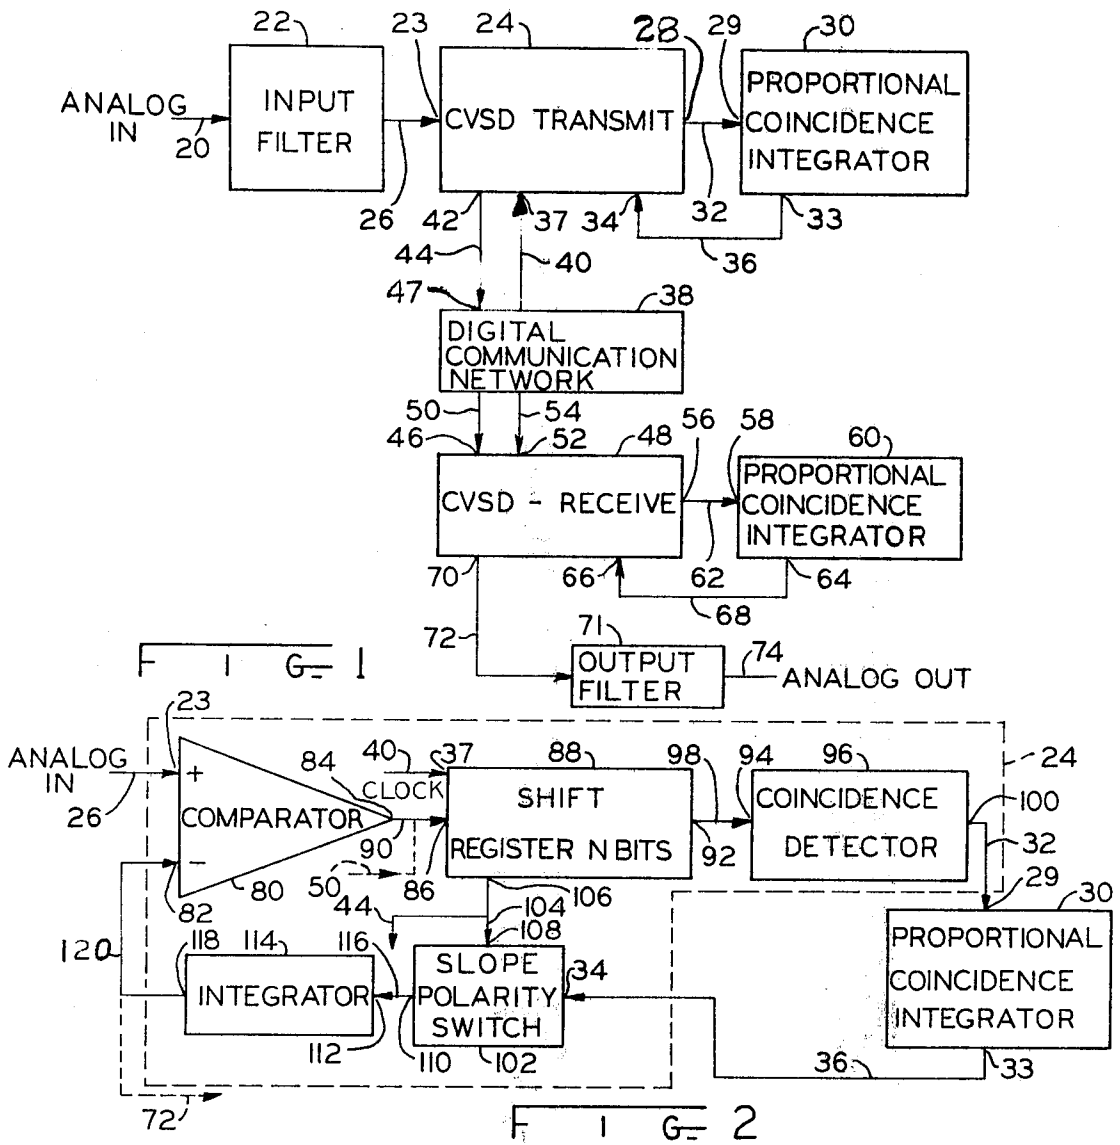 22
23
24
28
29
30
ANALOG
IN
20
INPUT
FILTER
26
CVSD TRANSMIT
32
PROPORTIONAL
COINCIDENCE
INTEGRATOR
42
37
34
33
36
44
40
47
38
DIGITAL
COMMUNICATION
NETWORK
50
54
46
52
48
56
58
60
CVSD - RECEIVE
PROPORTIONAL
COINCIDENCE
INTEGRATOR
70
66
62
64
68
72
71
OUTPUT
FILTER
74
ANALOG OUT
FIG 1
23
ANALOG
IN
26
+
COMPARATOR
-
84
40
37
CLOCK
90
88
SHIFT
REGISTER N BITS
98
94
96
COINCIDENCE
DETECTOR
24
100
32
82
80
50
86
92
106
29
30
44
104
108
PROPORTIONAL
COINCIDENCE
INTEGRATOR
120
118
114
116
INTEGRATOR
SLOPE
POLARITY
SWITCH
34
112
110
102
36
33
72
FIG 2